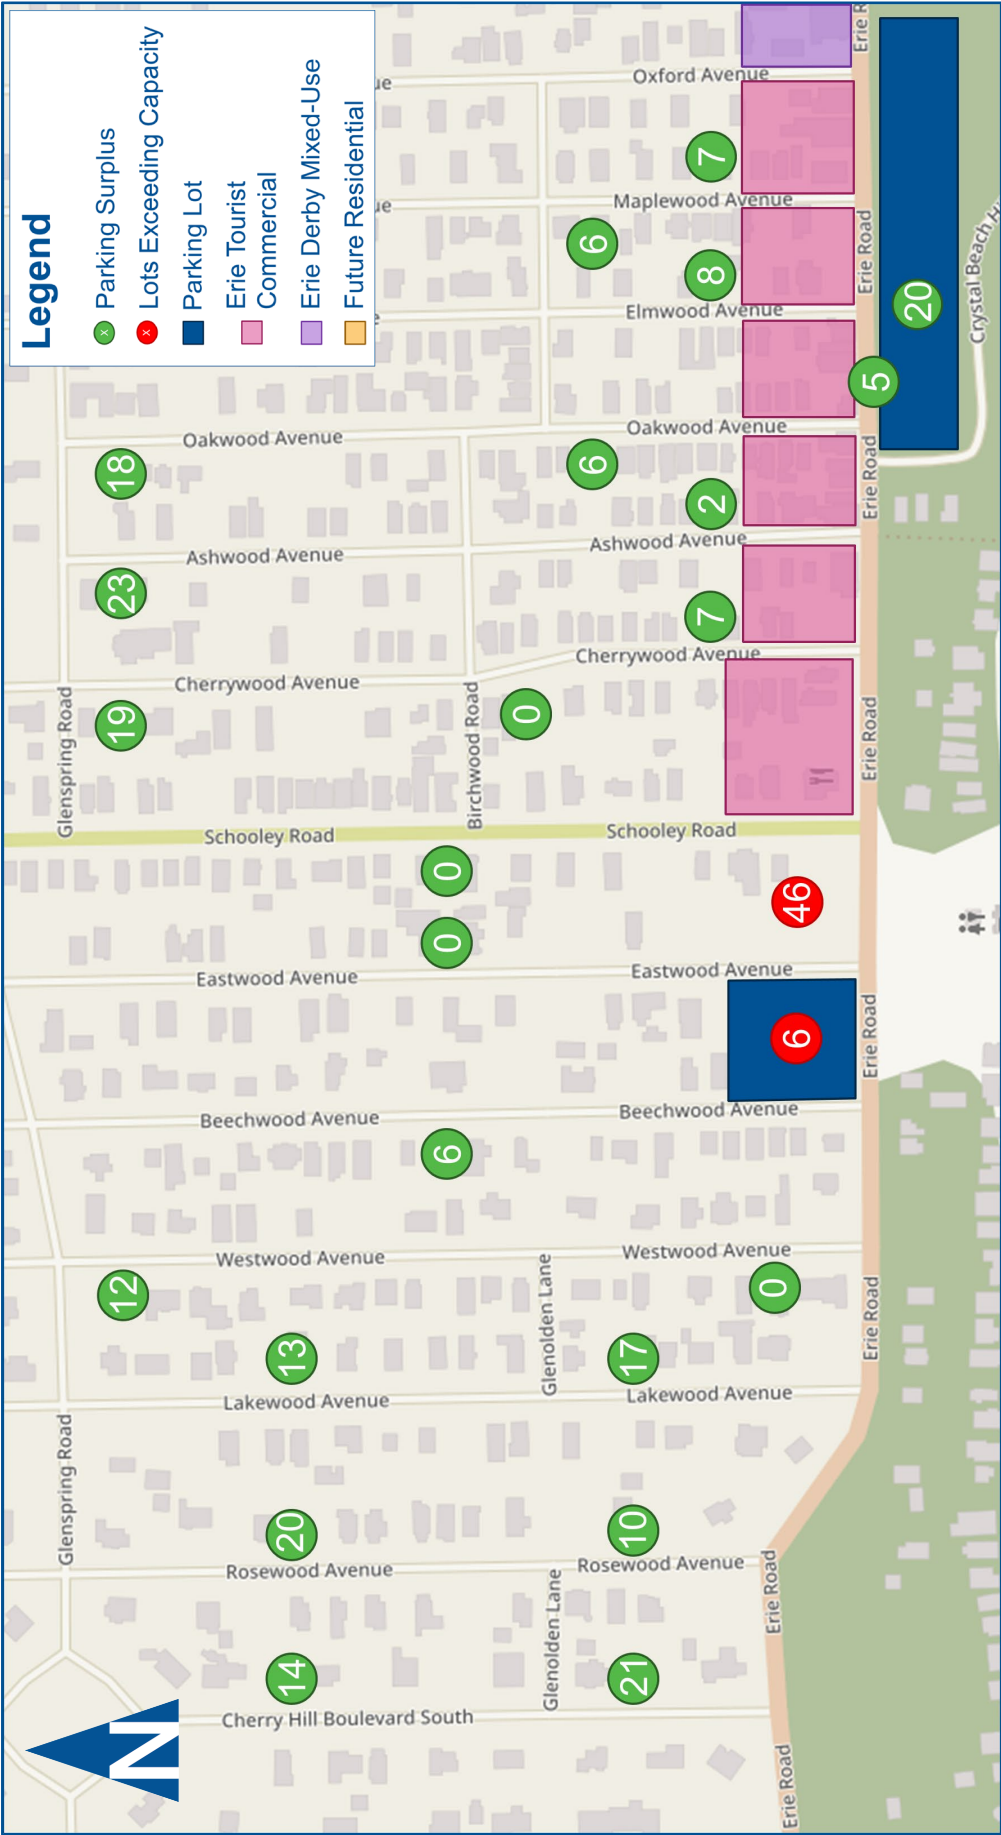 Legend
x Parking Surplus
x Lots Exceeding Capacity
Parking Lot
Erie Tourist
Commercial
Erie Derby Mixed-Use
Future Residential
N
Glenspring Road
Glenspring Road
12
19
23
18
Cherry Hill Boulevard South
Rosewood Avenue
Lakewood Avenue
Westwood Avenue
Beechwood Avenue
Eastwood Avenue
Schooley Road
Cherrywood Avenue
Ashwood Avenue
Oakwood Avenue
ue
ue
e
14
20
13
6
0
0
Birchwood Road
0
Glenolden Lane
Glenolden Lane
6
6
21
10
17
Rosewood Avenue
Lakewood Avenue
Westwood Avenue
Beechwood Avenue
Eastwood Avenue
Schooley Road
Cherrywood Avenue
Ashwood Avenue
Oakwood Avenue
Elmwood Avenue
Maplewood Avenue
Oxford Avenue
7
2
8
7
0
6
46
Erie Road
Erie Road
Erie Road
Erie Road
Erie Road
Erie Road
Erie Road
Erie R
5
20
Crystal Beach H